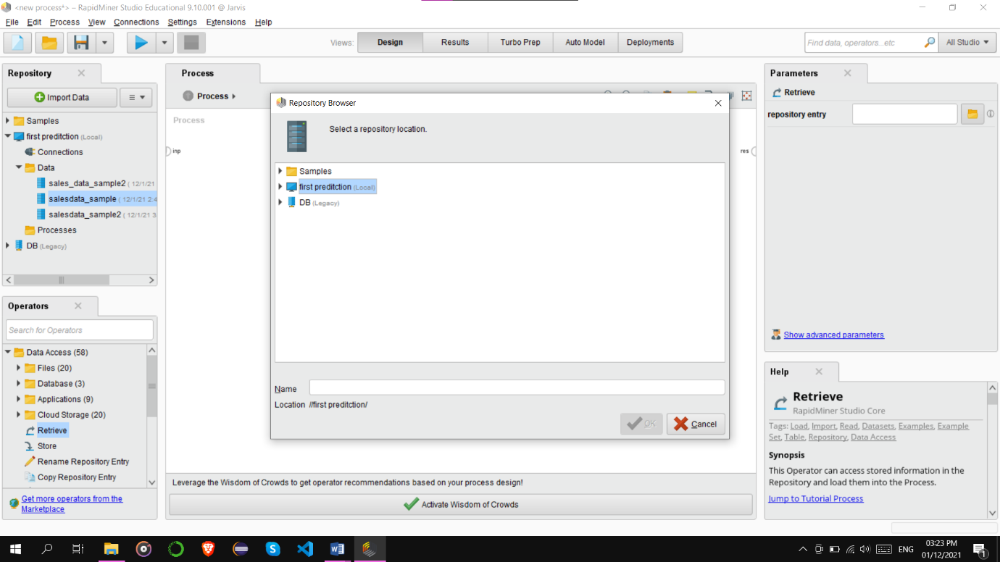 <new process*> – RapidMiner Studio Educational 9.10.001 @ Jarvis
File Edit Process View Connections Settings Extensions Help
Views: Design Results Turbo Prep Auto Model Deployments
Find data, operators...etc
All Studio
Repository
Import Data
Samples
first preditction (Local)
Connections
Data
sales_data_sample2 ( 12/1/21
salesdata_sample ( 12/1/21 2:4
salesdata_sample2 ( 12/1/21 3
Processes
DB (Legacy)
Operators
Search for Operators
Data Access (58)
Files (20)
Database (3)
Applications (9)
Cloud Storage (20)
Retrieve
Store
Rename Repository Entry
Copy Repository Entry
Get more operators from the
Marketplace
Process
Process
Process
inp
res
Repository Browser
Select a repository location.
Samples
first preditction (Local)
DB (Legacy)
Name
Location //first preditction/
OK
Cancel
Leverage the Wisdom of Crowds to get operator recommendations based on your process design!
Activate Wisdom of Crowds
Parameters
Retrieve
repository entry
Show advanced parameters
Help
Retrieve
RapidMiner Studio Core
Tags: Load, Import, Read, Datasets, Examples, Example
Set, Table, Repository, Data Access
Synopsis
This Operator can access stored information in the
Repository and load them into the Process.
Jump to Tutorial Process
ENG
03:23 PM
01/12/2021
1